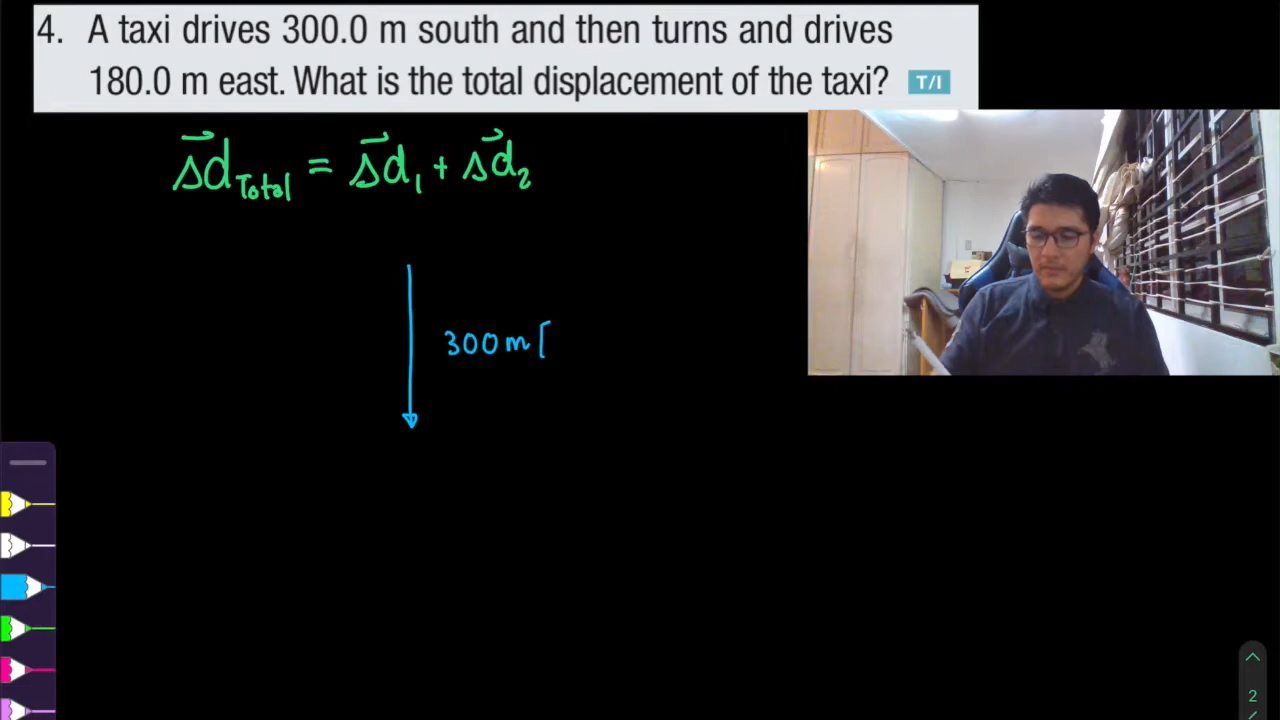 4. A taxi drives 300.0 m south and then turns and drives
180.0 m east. What is the total displacement of the taxi? T/I
Δd⃗Total = Δd⃗1 + Δd⃗2
300 m [
2